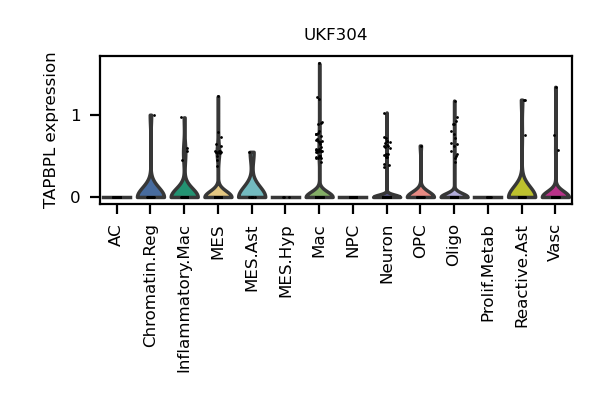 UKF304
TAPBPL expression
1
0
AC
Chromatin.Reg
Inflammatory.Mac
MES
MES.Ast
MES.Hyp
Mac
NPC
Neuron
OPC
Oligo
Prolif.Metab
Reactive.Ast
Vasc